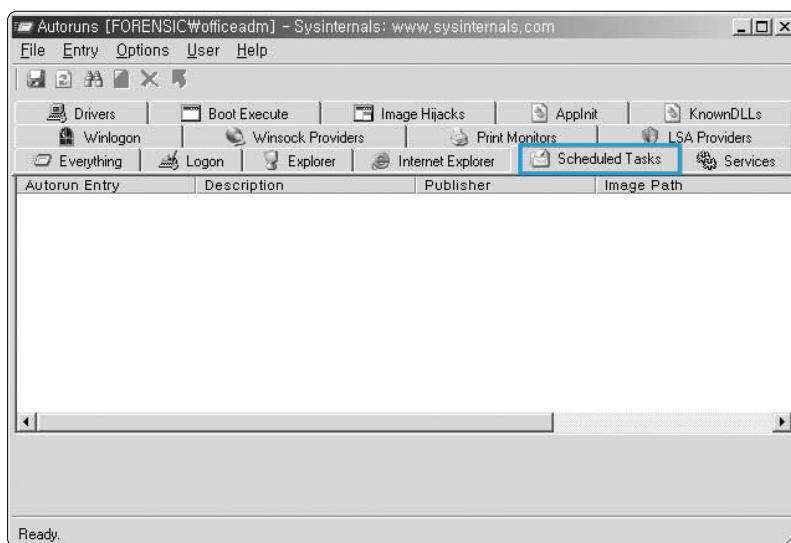 Autoruns [FORENSIC₩officeadm] - Sysinternals: www.sysinternals.com
File Entry Options User Help
Drivers Boot Execute Image Hijacks AppInit KnownDLLs
Winlogon Winsock Providers Print Monitors LSA Providers
Everything Logon Explorer Internet Explorer Scheduled Tasks Services
Autorun Entry Description Publisher Image Path
Ready.